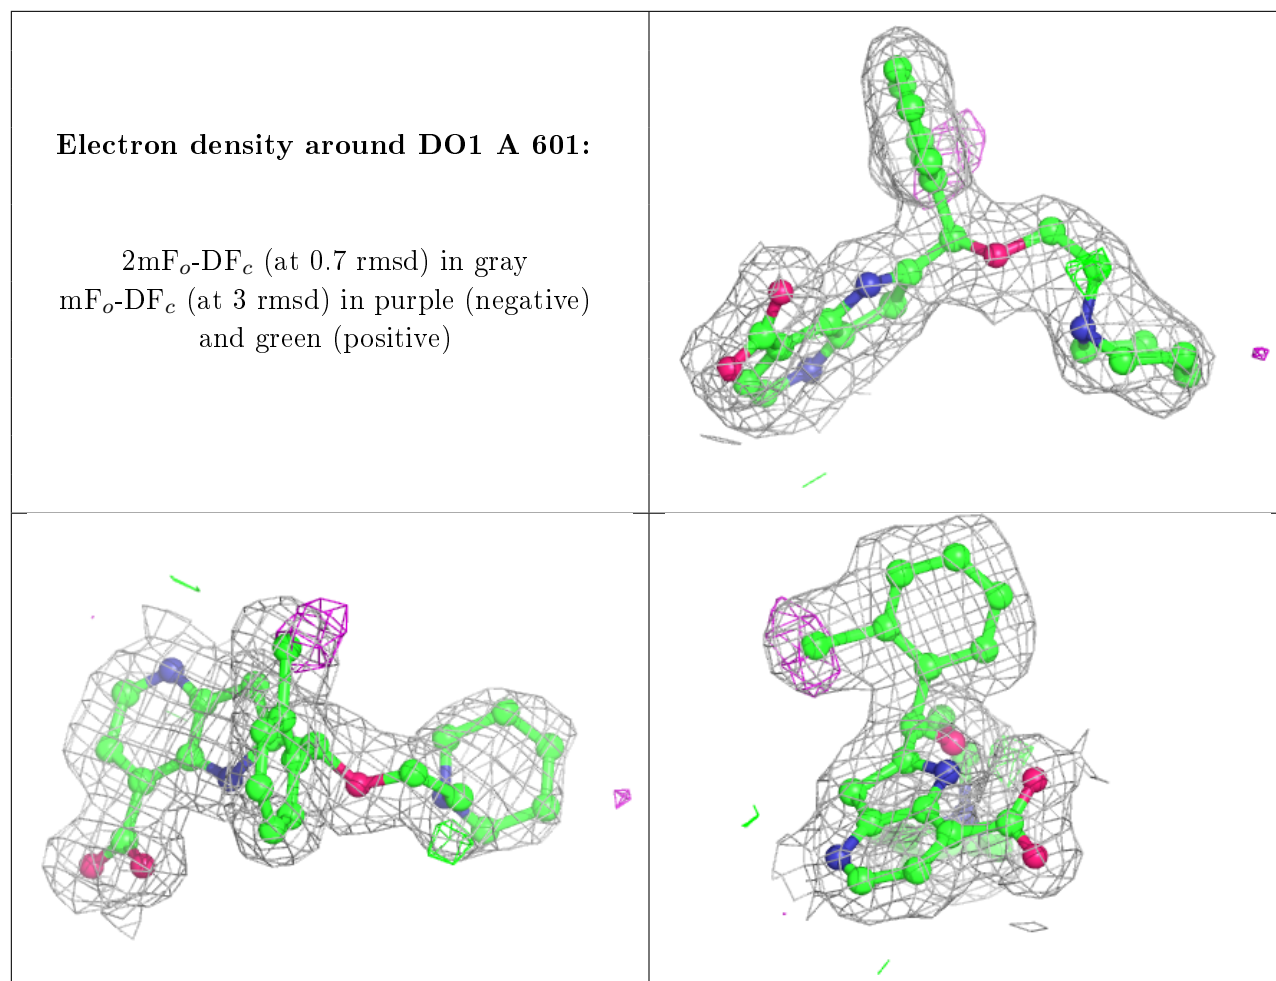 Electron density around DO1 A 601:
2mFo-DFc (at 0.7 rmsd) in gray
mFo-DFc (at 3 rmsd) in purple (negative)
and green (positive)